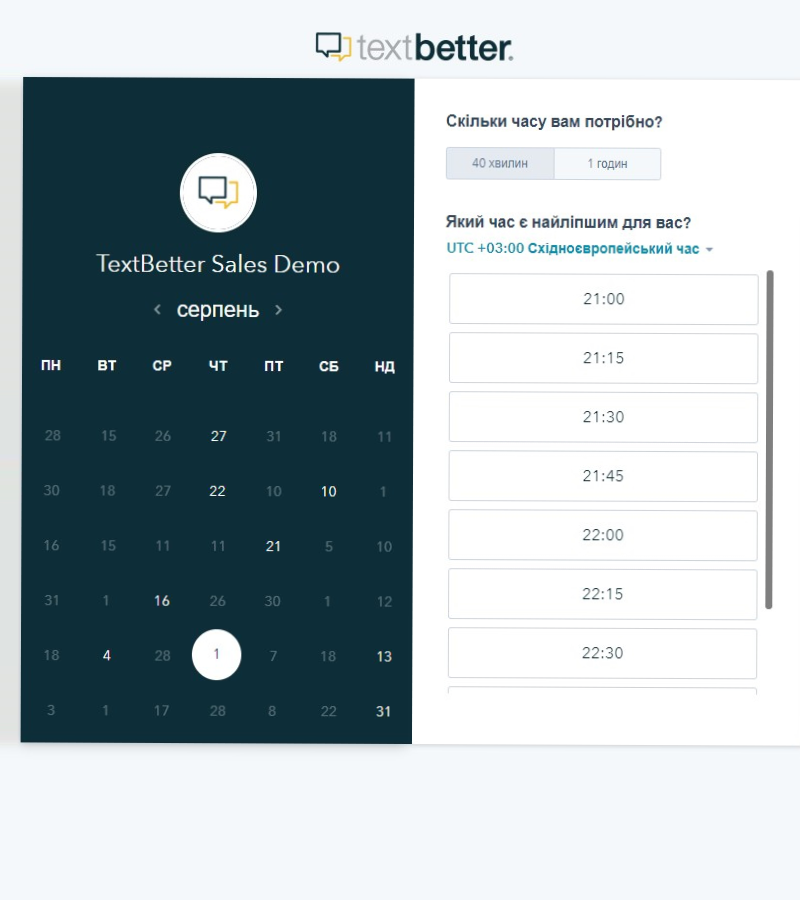 textbetter.
TextBetter Sales Demo
серпень
ПН ВТ СР ЧТ ПТ СБ НД
28 15 26 27 31 18 11
30 18 27 22 10 10 1
16 15 11 11 21 5 10
31 1 16 26 30 1 12
18 4 28 1 7 18 13
3 1 17 28 8 22 31
Скільки часу вам потрібно?
40 хвилин 1 годин
Який час є найліпшим для вас?
UTC +03:00 Східноєвропейський час
21:00
21:15
21:30
21:45
22:00
22:15
22:30